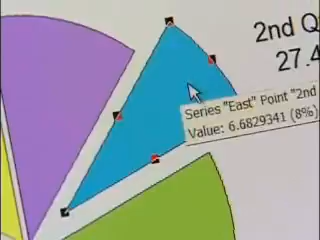 2nd Q
27.4
Series "East" Point "2nd
Value: 6.6829341 (8%)